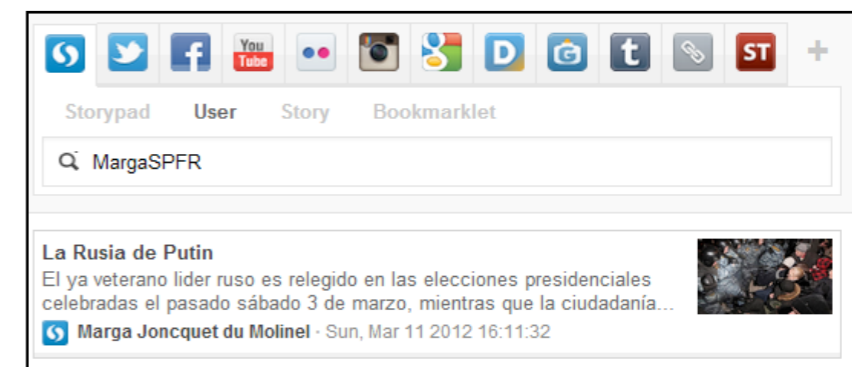 You Tube D G t ST +
Storypad User Story Bookmarklet
MargaSPFR
La Rusia de Putin
El ya veterano lider ruso es relegido en las elecciones presidenciales
celebradas el pasado sábado 3 de marzo, mientras que la ciudadanía...
Marga Joncquet du Molinel · Sun, Mar 11 2012 16:11:32